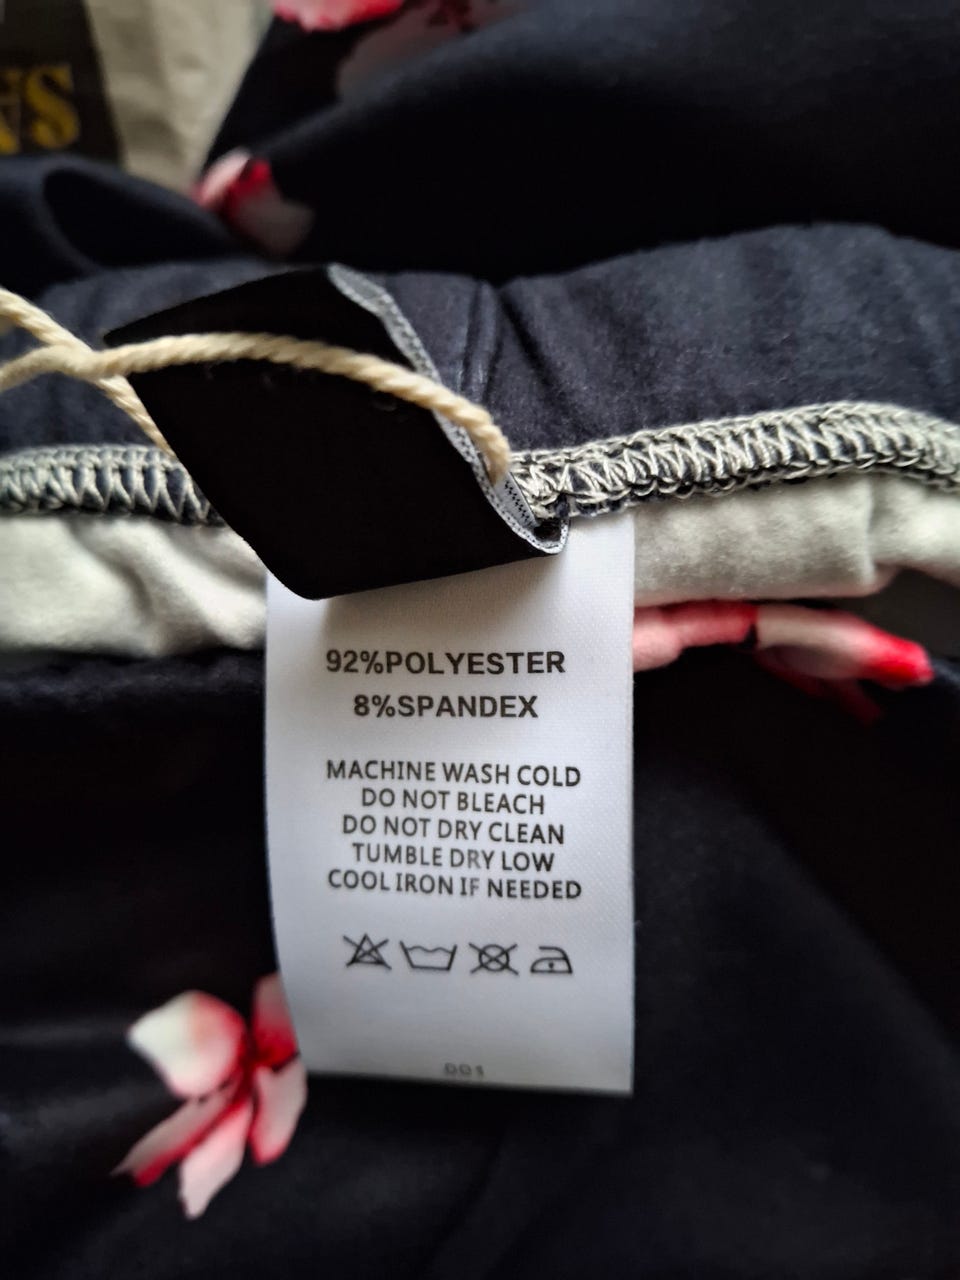 92%POLYESTER
8%SPANDEX
MACHINE WASH COLD
DO NOT BLEACH
DO NOT DRY CLEAN
TUMBLE DRY LOW
COOL IRON IF NEEDED
001